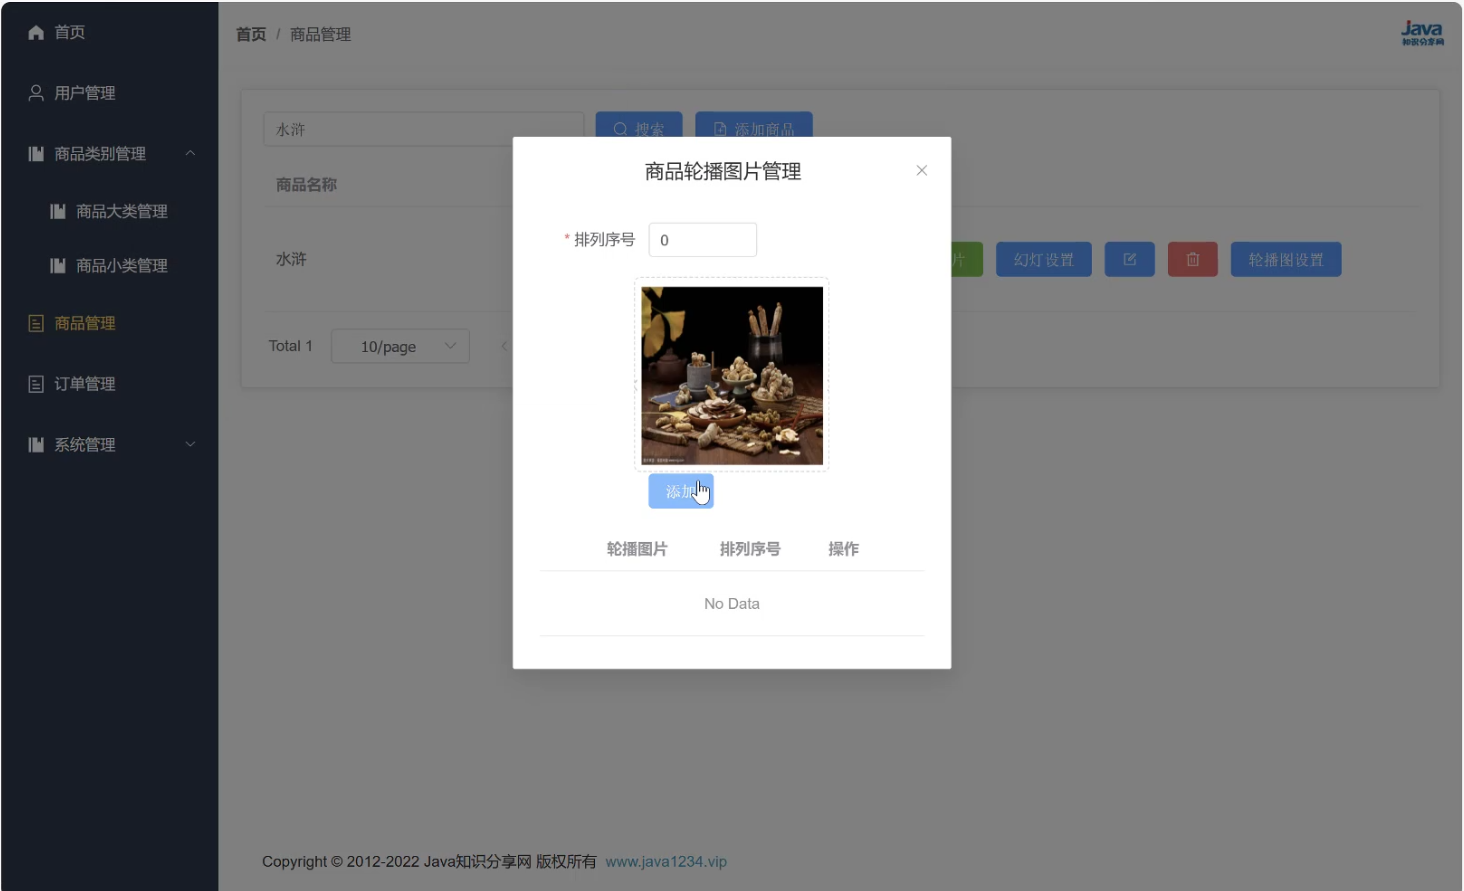 首页
用户管理
商品类别管理
商品大类管理
商品小类管理
商品管理
订单管理
系统管理
首页 / 商品管理
Java
知识分享网
水浒
搜索
添加商品
商品名称
水浒
片
幻灯设置
轮播图设置
Total 1
10/page
商品轮播图片管理
* 排列序号
0
添加
轮播图片 排列序号 操作
No Data
Copyright © 2012-2022 Java知识分享网 版权所有 www.java1234.vip